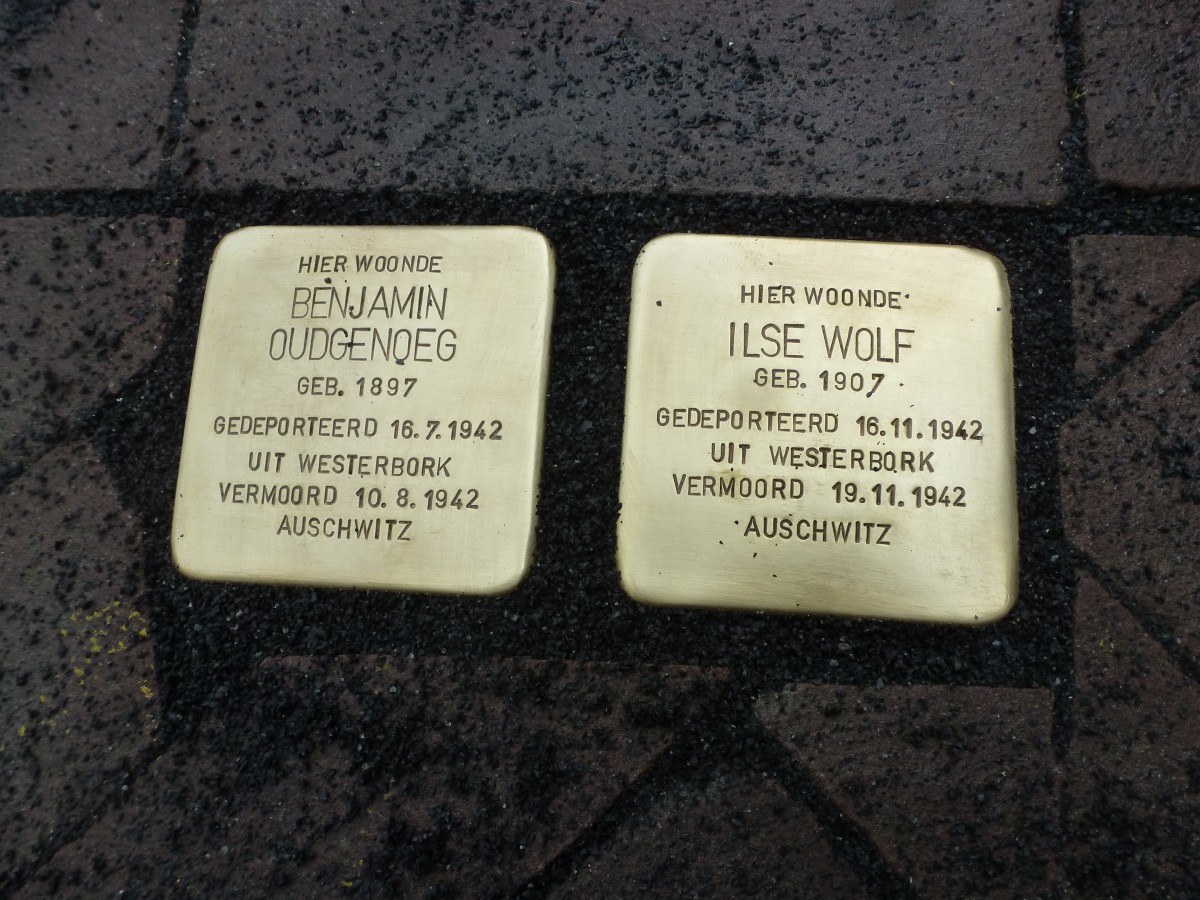 HIER WOONDE
BENJAMIN
OUDGENOEG
GEB. 1897
GEDEPORTEERD 16.7.1942
UIT WESTERBORK
VERMOORD 10.8.1942
AUSCHWITZ
HIER WOONDE
ILSE WOLF
GEB. 1907
GEDEPORTEERD 16.11.1942
UIT WESTERBORK
VERMOORD 19.11.1942
AUSCHWITZ